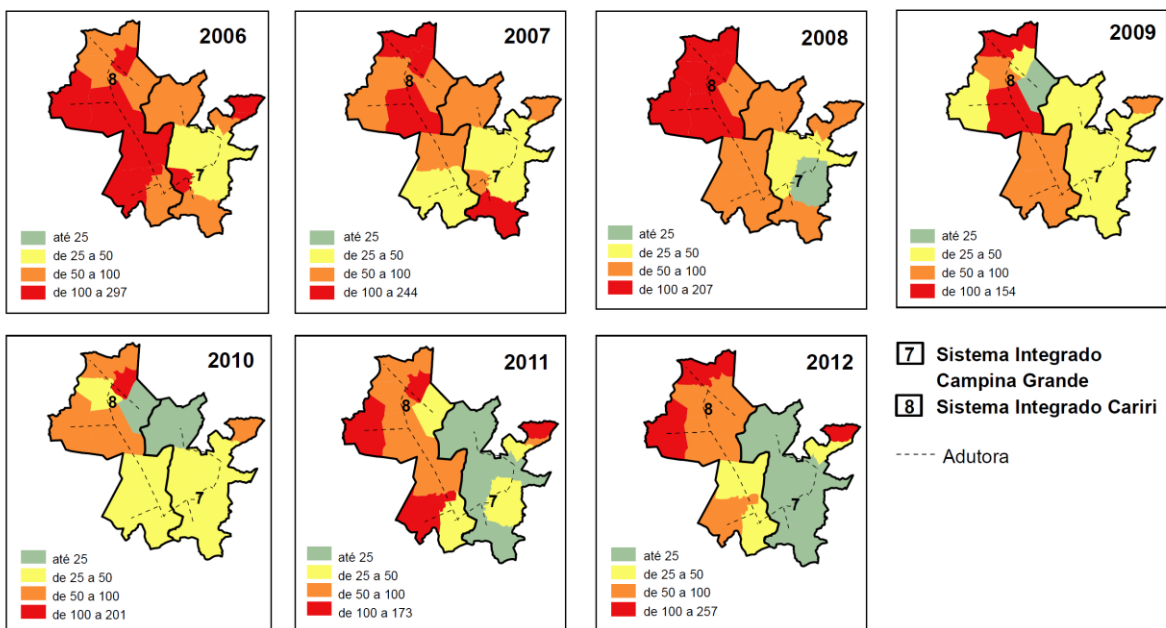 2006
8
7
até 25
de 25 a 50
de 50 a 100
de 100 a 297
2007
8
7
até 25
de 25 a 50
de 50 a 100
de 100 a 244
2008
8
7
até 25
de 25 a 50
de 50 a 100
de 100 a 207
2009
8
7
até 25
de 25 a 50
de 50 a 100
de 100 a 154
2010
8
7
até 25
de 25 a 50
de 50 a 100
de 100 a 201
2011
8
7
até 25
de 25 a 50
de 50 a 100
de 100 a 173
2012
8
7
até 25
de 25 a 50
de 50 a 100
de 100 a 257
7 Sistema Integrado
Campina Grande
8 Sistema Integrado Cariri
Adutora